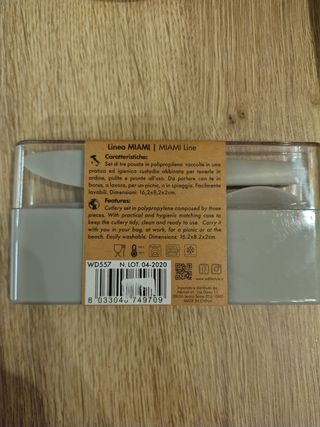 Linea MIAMI | MIAMI Line
Caratteristiche:
Set di tre posate in polipropilene raccolte in una
pratica ed igienica custodia abbinata per tenerle in
ordine, pulite e pronte all'uso. Da portare con te in
borsa, a lavoro, per un picnic, o in spiaggia. Facilmente
lavabili. Dimensioni: 16,2x8,2x2cm.
Features:
Cutlery set in polypropylene composed by three
pieces. With practical and hygienic matching case to
keep the cutlery tidy, clean and ready to use. Carry it
with you in your bag, at work, for a picnic or at the
beach. Easily washable. Dimensions: 16.2x8.2x2cm.
WD557 N. LOT. 04-2020
8 033040 749709
MADE IN CHINA